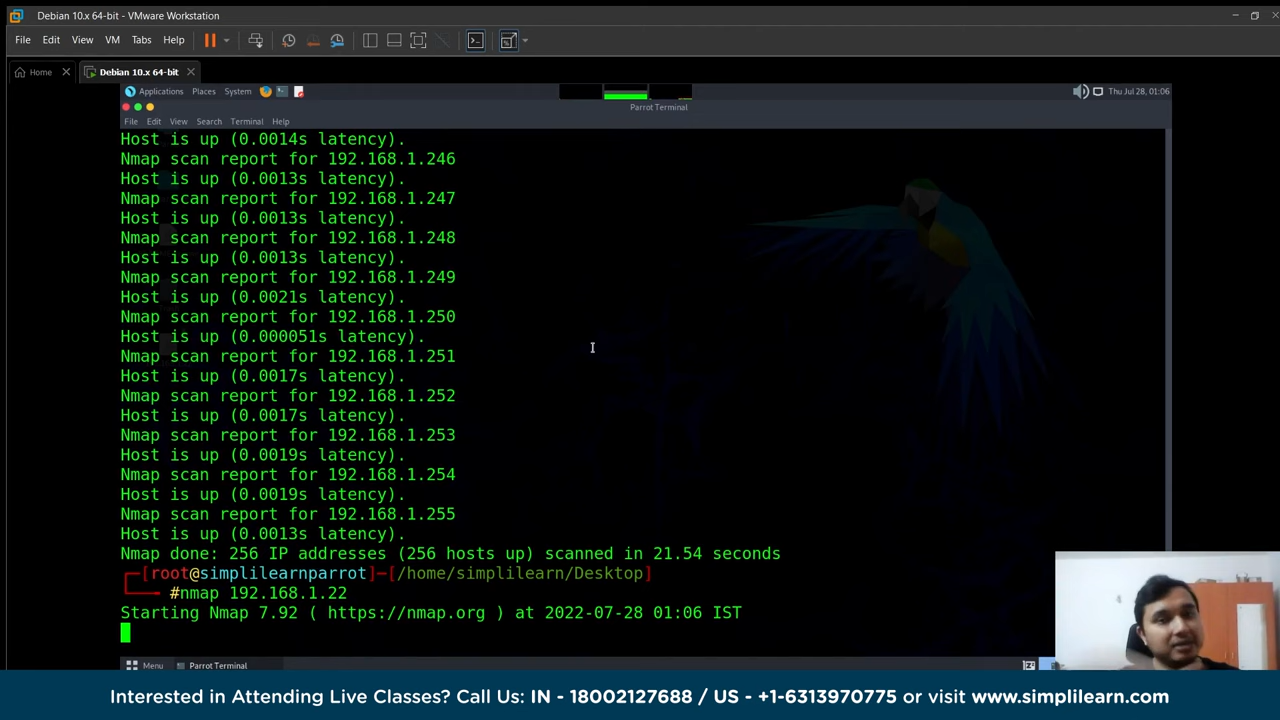 Debian 10.x 64-bit - VMware Workstation
File Edit View VM Tabs Help
Home Debian 10.x 64-bit
Applications Places System Thu Jul 28, 01:06
Parrot Terminal
File Edit View Search Terminal Help
Host is up (0.0014s latency).
Nmap scan report for 192.168.1.246
Host is up (0.0013s latency).
Nmap scan report for 192.168.1.247
Host is up (0.0013s latency).
Nmap scan report for 192.168.1.248
Host is up (0.0013s latency).
Nmap scan report for 192.168.1.249
Host is up (0.0021s latency).
Nmap scan report for 192.168.1.250
Host is up (0.000051s latency).
Nmap scan report for 192.168.1.251
Host is up (0.0017s latency).
Nmap scan report for 192.168.1.252
Host is up (0.0017s latency).
Nmap scan report for 192.168.1.253
Host is up (0.0019s latency).
Nmap scan report for 192.168.1.254
Host is up (0.0019s latency).
Nmap scan report for 192.168.1.255
Host is up (0.0013s latency).
Nmap done: 256 IP addresses (256 hosts up) scanned in 21.54 seconds
[root@simplilearnparrot]-[/home/simplilearn/Desktop]
#nmap 192.168.1.22
Starting Nmap 7.92 ( https://nmap.org ) at 2022-07-28 01:06 IST
Menu Parrot Terminal
Interested in Attending Live Classes? Call Us: IN - 18002127688 / US - +1-6313970775 or visit www.simplilearn.com